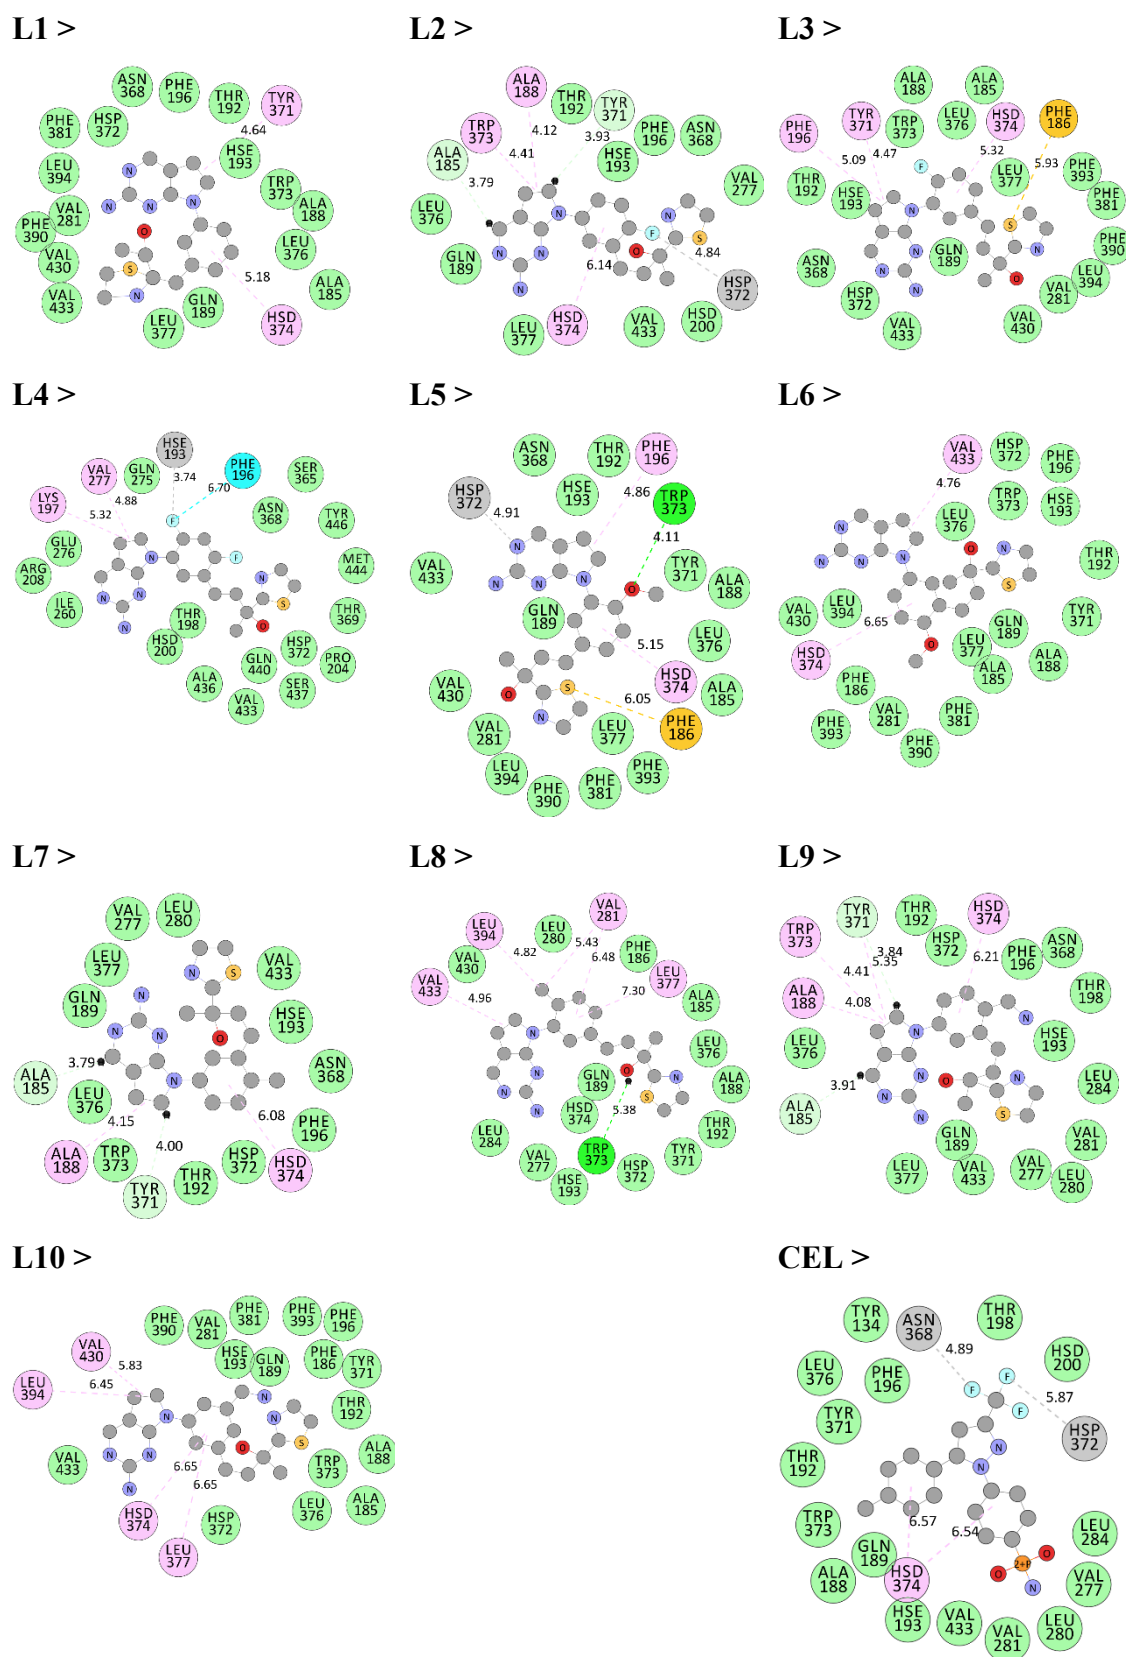 L1 >
ASN 368
PHE 196
THR 192
TYR 371
PHE 381
HSP 372
4.64
HSE 193
LEU 394
TRP 373
N
ALA 188
VAL 281
N
N
N
PHE 390
O
LEU 376
VAL 430
S
5.18
ALA 185
VAL 433
N
GLN 189
LEU 377
HSD 374
L2 >
ALA 188
THR 192
TYR 371
TRP 373
4.12
3.93
PHE 196
ASN 368
ALA 185
4.41
HSE 193
3.79
VAL 277
LEU 376
N
N
F
S
GLN 189
N
N
O
4.84
6.14
N
HSP 372
LEU 377
HSD 374
VAL 433
HSD 200
L3 >
ALA 188
ALA 185
PHE 196
TYR 371
TRP 373
LEU 376
HSD 374
PHE 186
5.09
4.47
F
5.32
5.93
THR 192
HSE 193
LEU 377
PHE 393
N
PHE 381
S
GLN 189
N
PHE 390
ASN 368
N
N
N
O
LEU 394
HSP 372
VAL 281
VAL 433
VAL 430
L4 >
HSE 193
VAL 277
GLN 275
PHE 196
SER 365
3.74
6.70
LYS 197
4.88
5.32
F
ASN 368
TYR 446
GLU 276
N
F
ARG 208
MET 444
N
N
N
ILE 260
S
N
THR 198
O
THR 369
HSD 200
HSP 372
PRO 204
GLN 440
ALA 436
SER 437
VAL 433
L5 >
ASN 368
THR 192
PHE 196
HSP 372
HSE 193
4.86
TRP 373
4.91
4.11
N
VAL 433
N
N
N
O
TYR 371
ALA 188
GLN 189
LEU 376
5.15
HSD 374
VAL 430
O
S
6.05
ALA 185
N
VAL 281
LEU 377
PHE 186
LEU 394
PHE 390
PHE 381
PHE 393
L6 >
VAL 433
HSP 372
PHE 196
4.76
TRP 373
HSE 193
N
LEU 376
N
N
N
O
N
THR 192
S
VAL 430
LEU 394
GLN 189
TYR 371
6.65
HSD 374
O
LEU 377
ALA 185
ALA 188
PHE 186
VAL 281
PHE 381
PHE 393
PHE 390
L7 >
VAL 277
LEU 280
LEU 377
N
S
VAL 433
GLN 189
N
N
N
O
HSE 193
3.79
ALA 185
N
ASN 368
LEU 376
6.08
4.15
PHE 196
ALA 188
TRP 373
4.00
HSP 372
HSD 374
TYR 371
THR 192
L8 >
LEU 394
LEU 280
VAL 281
5.43
4.82
6.48
PHE 186
VAL 430
LEU 377
VAL 433
4.96
7.30
ALA 185
N
LEU 376
N
N
N
GLN 189
O
N
ALA 188
S
HSD 374
5.38
LEU 284
THR 192
VAL 277
TRP 373
TYR 371
HSE 193
HSP 372
L9 >
TYR 371
THR 192
HSD 374
TRP 373
3.84
HSP 372
ASN 368
5.35
4.41
6.21
PHE 196
ALA 188
4.08
THR 198
N
N
LEU 376
HSE 193
N
O
N
LEU 284
3.91
N
N
S
ALA 185
GLN 189
VAL 281
LEU 377
VAL 433
VAL 277
LEU 280
L10 >
PHE 390
VAL 281
PHE 381
PHE 393
PHE 196
VAL 430
HSE 193
GLN 189
PHE 186
TYR 371
5.83
LEU 394
6.45
N
N
THR 192
N
N
N
O
S
VAL 433
6.65
TRP 373
ALA 188
N
6.65
HSD 374
HSP 372
LEU 376
ALA 185
LEU 377
CEL >
TYR 134
ASN 368
THR 198
4.89
HSD 200
LEU 376
PHE 196
F
F
5.87
F
TYR 371
HSP 372
N
THR 192
N
6.57
6.54
TRP 373
LEU 284
GLN 189
O
2+P
ALA 188
HSD 374
O
N
VAL 277
HSE 193
VAL 433
LEU 280
VAL 281